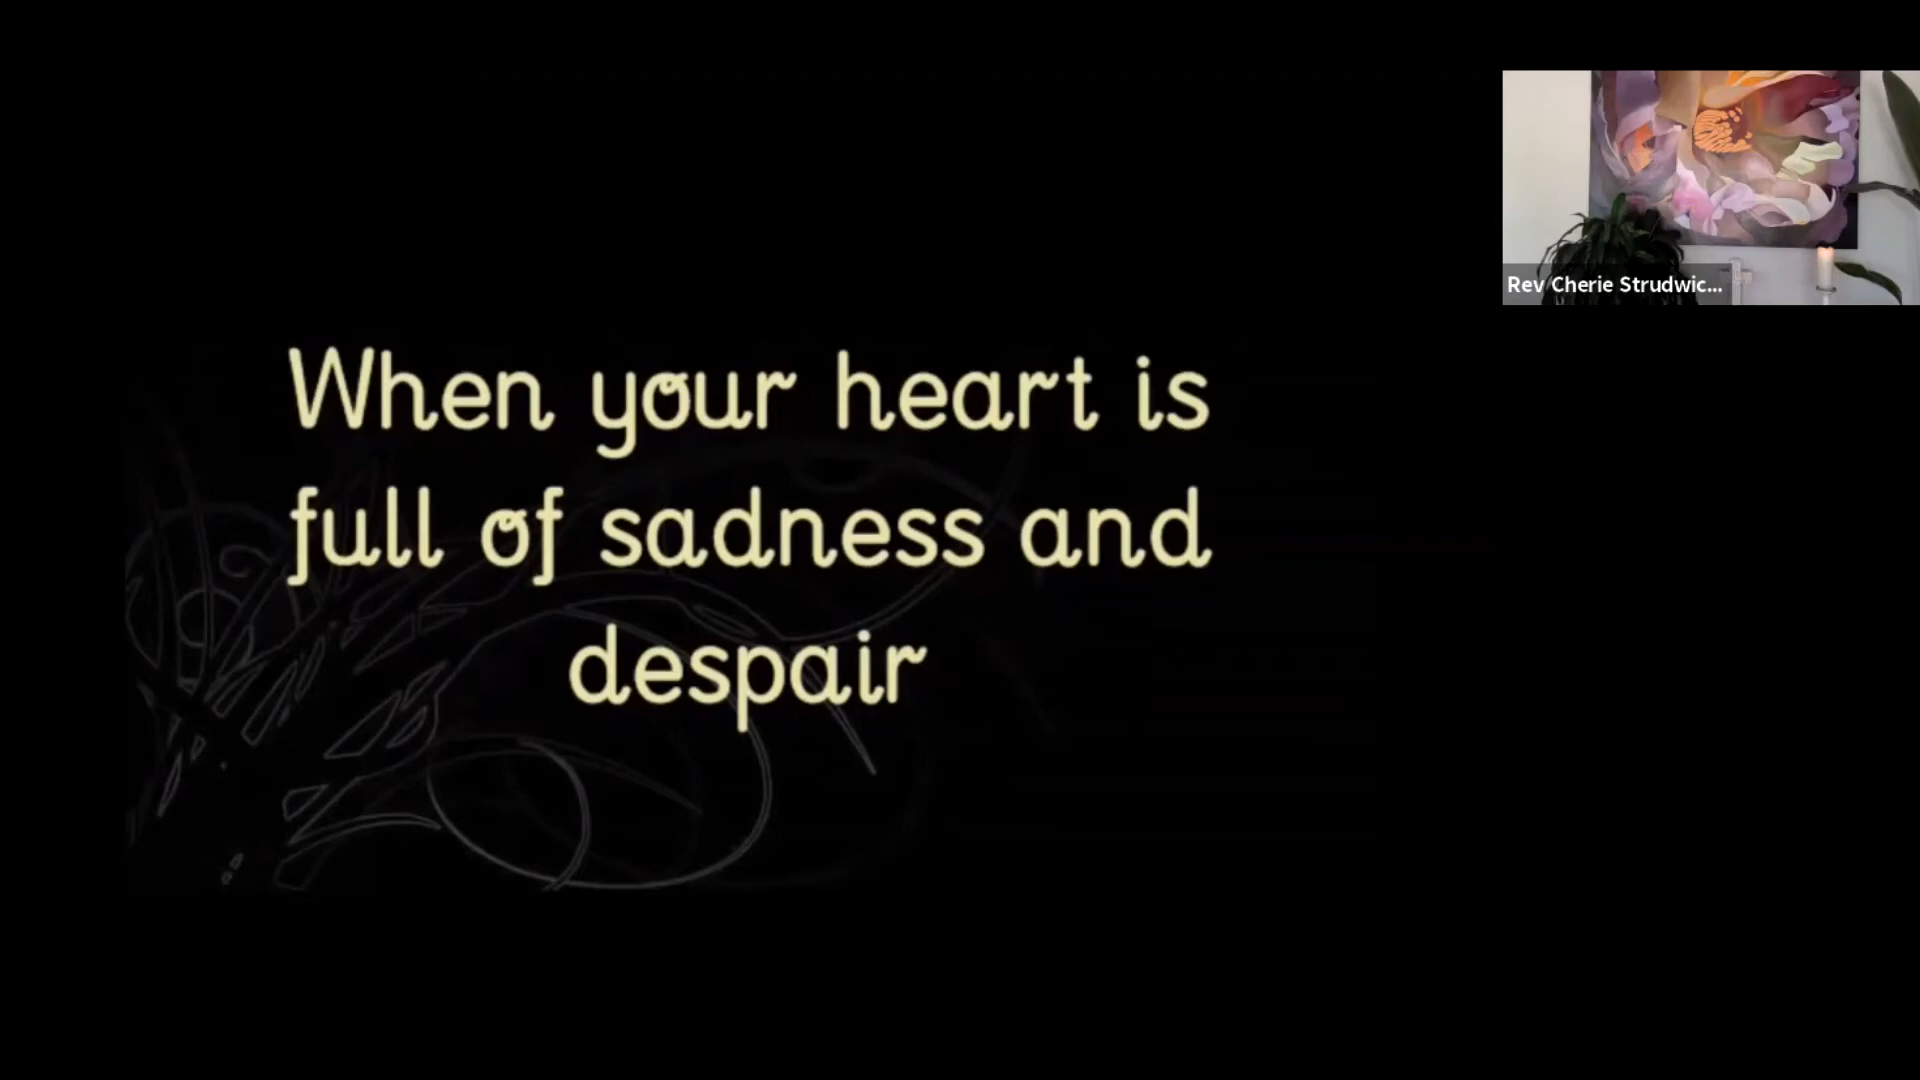 When your heart is
full of sadness and
despair
Rev Cherie Strudwic...